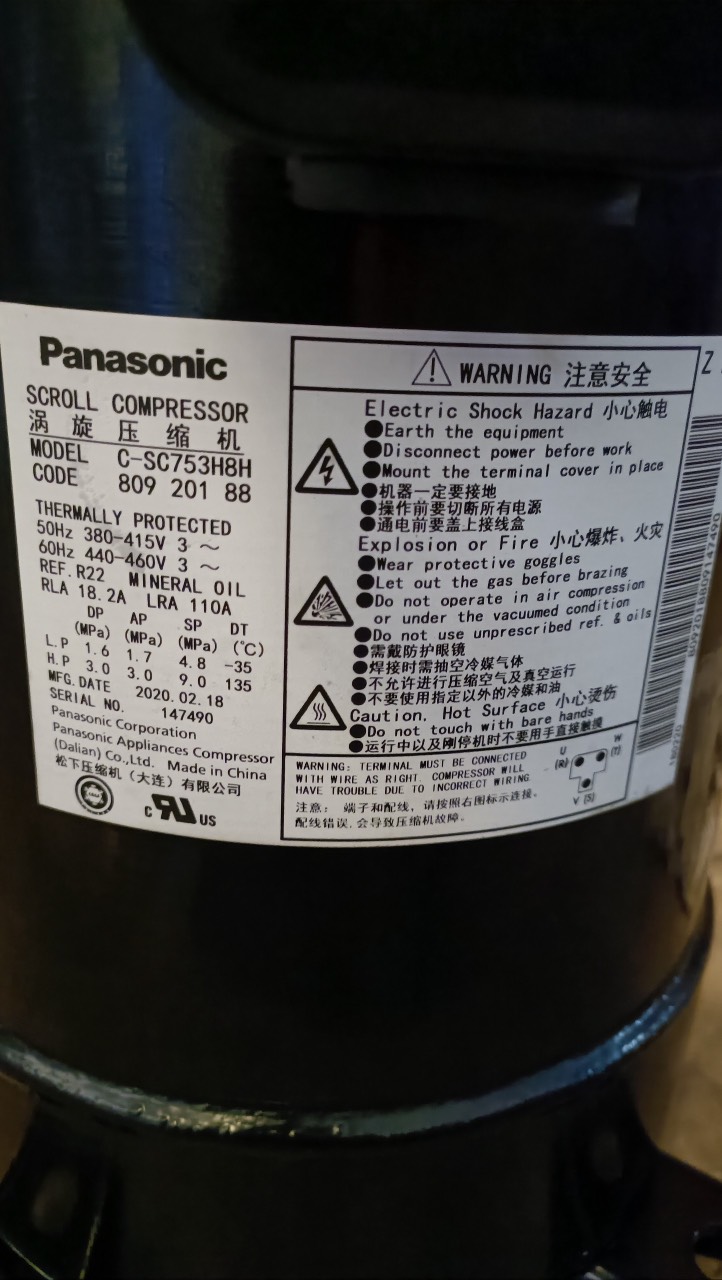 Panasonic
SCROLL COMPRESSOR
涡 旋 压 缩 机
MODEL C-SC753H8H
CODE 809 201 88
THERMALLY PROTECTED
50Hz 380-415V 3 ～
60Hz 440-460V 3 ～
REF.R22 MINERAL OIL
RLA 18.2A LRA 110A
DP AP SP DT
(MPa) (MPa) (MPa) (℃)
L.P 1.6 1.7 4.8 -35
H.P 3.0 3.0 9.0 135
MFG.DATE 2020.02.18
SERIAL NO. 147490
Panasonic Corporation
Panasonic Appliances Compressor
(Dalian) Co.,Ltd. Made in China
松下压缩机（大连）有限公司
c US
WARNING 注意安全
Electric Shock Hazard 小心触电
●Earth the equipment
●Disconnect power before work
●Mount the terminal cover in place
●机器一定要接地
●操作前要切断所有电源
●通电前要盖上接线盒
Explosion or Fire 小心爆炸、火灾
●Wear protective goggles
●Let out the gas before brazing
●Do not operate in air compression
or under the vacuumed condition
●Do not use unprescribed ref. & oils
●需戴防护眼镜
●焊接时需抽空冷媒气体
●不允许进行压缩空气及真空运行
●不要使用指定以外的冷媒和油
Caution. Hot Surface 小心烫伤
●Do not touch with bare hands
●运行中以及刚停机时不要用手直接触摸
WARNING: TERMINAL MUST BE CONNECTED
WITH WIRE AS RIGHT. COMPRESSOR WILL
HAVE TROUBLE DUE TO INCORRECT WIRING
注意： 端子和配线，请按照右图标示连接。
配线错误，会导致压缩机故障。
U
(R)
W
(T)
V (S)
Z